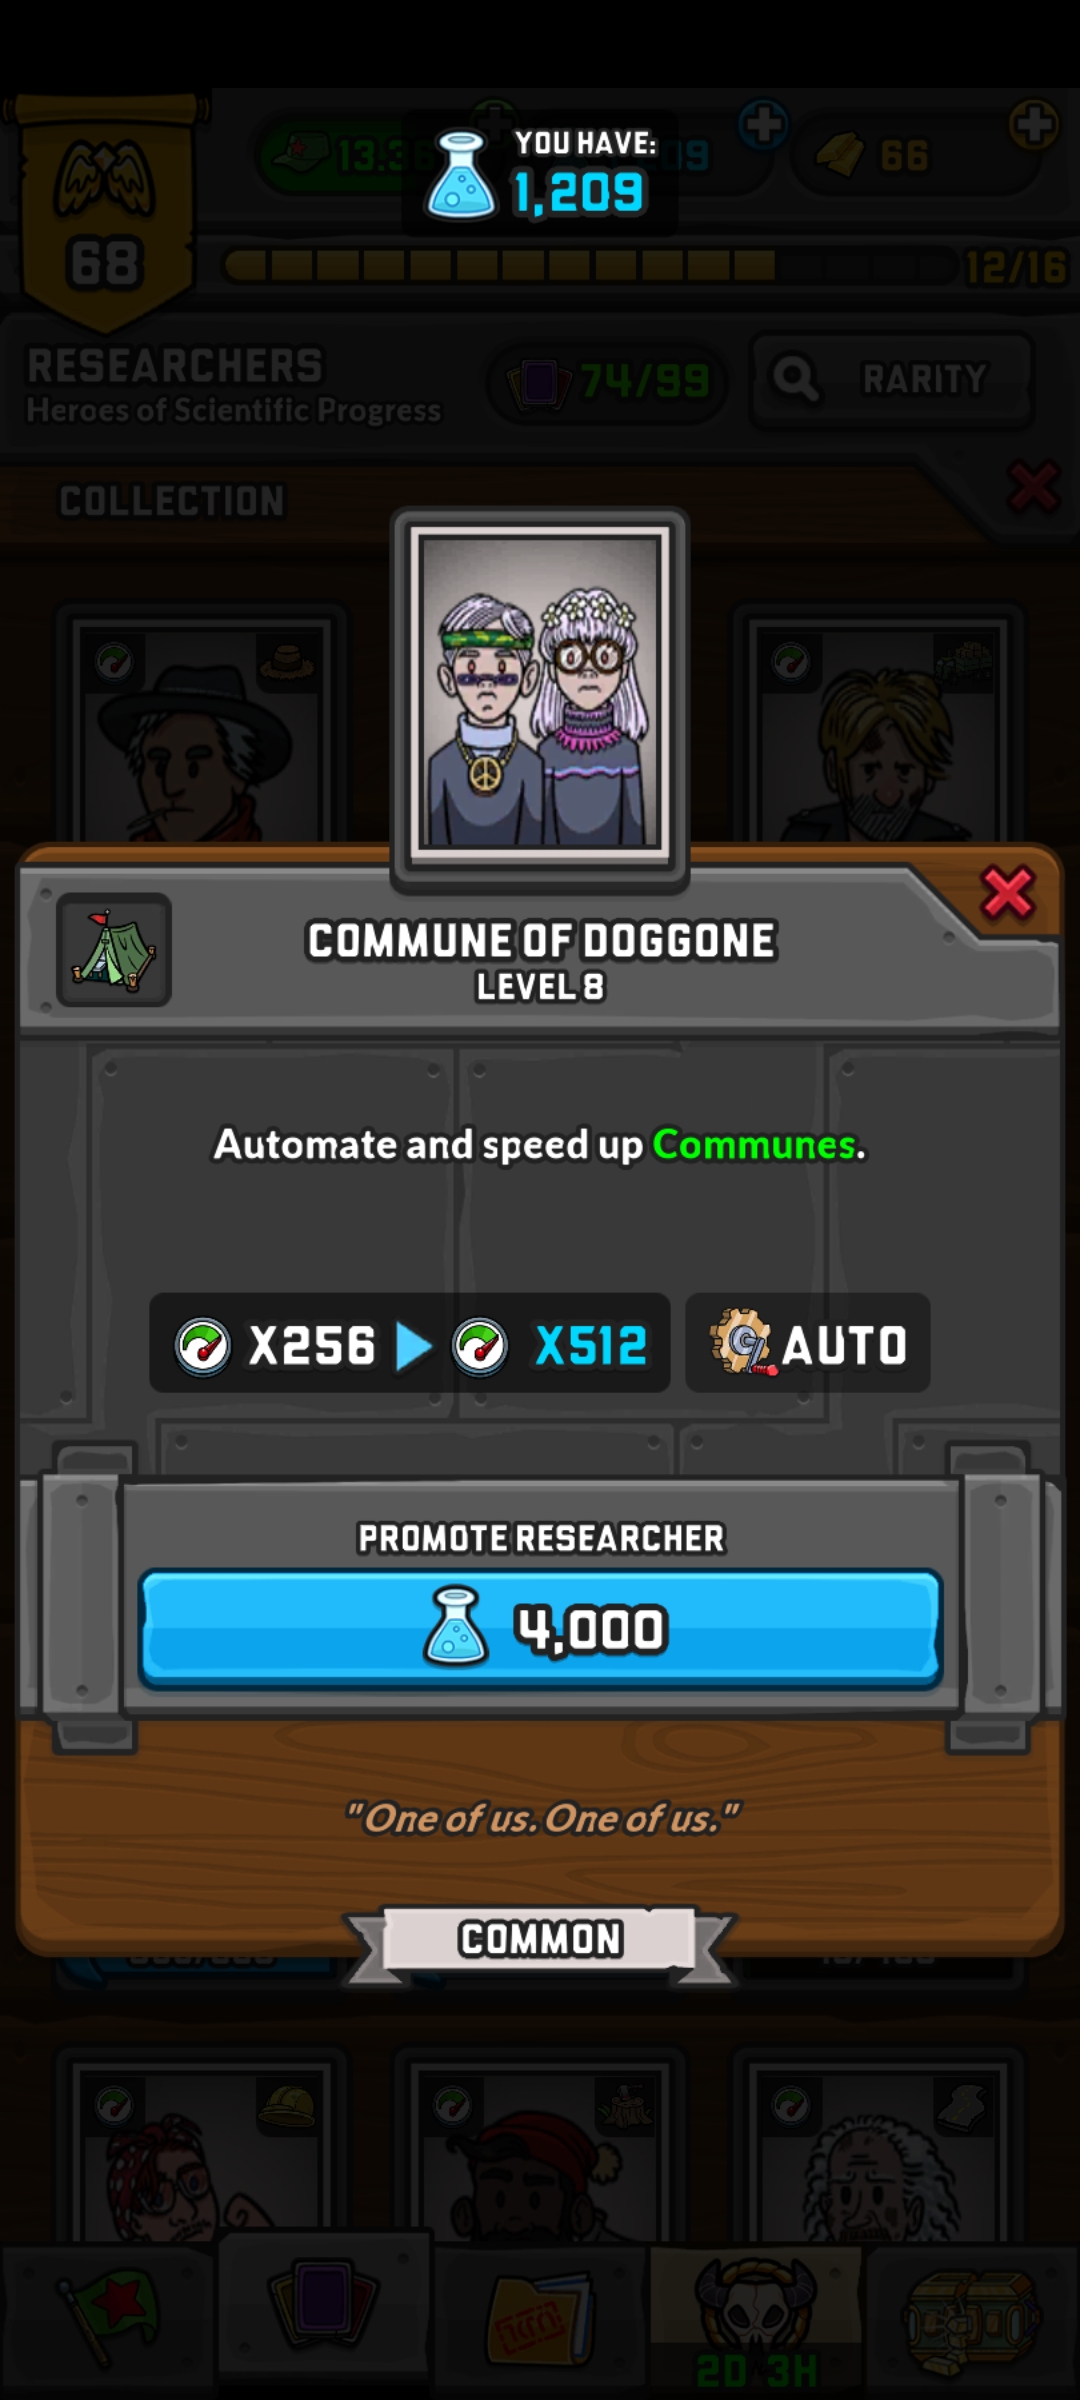 YOU HAVE:
1,209
66
68
12/16
RESEARCHERS
Heroes of Scientific Progress
74/99
RARITY
COLLECTION
COMMUNE OF DOGGONE
LEVEL 8
Automate and speed up Communes.
X256 X512 AUTO
PROMOTE RESEARCHER
4,000
"One of us. One of us."
COMMON
2D 3H